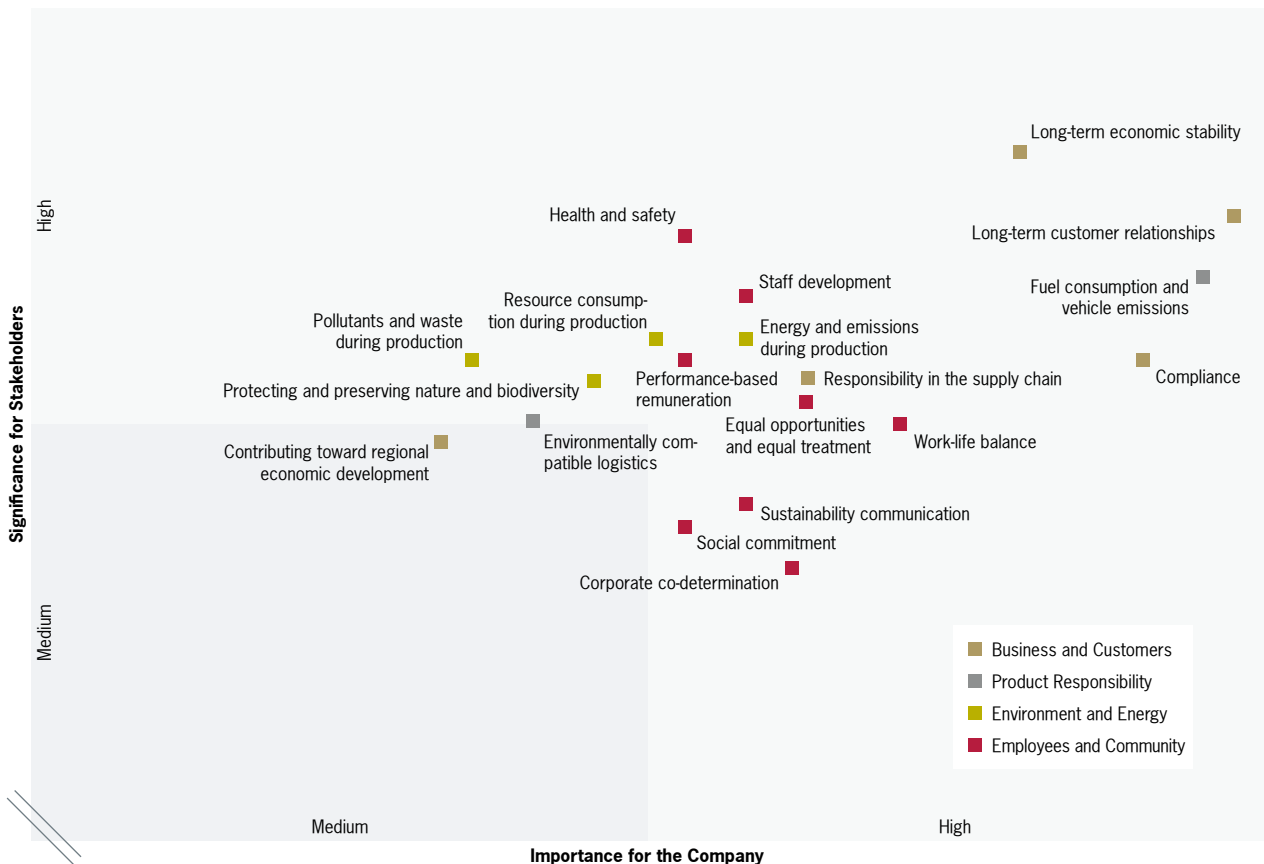 Long-term economic stability
High
Health and safety
Long-term customer relationships
Staff development
Fuel consumption and
vehicle emissions
Resource consump-
tion during production
Pollutants and waste
during production
Energy and emissions
during production
Protecting and preserving nature and biodiversity
Performance-based
remuneration
Responsibility in the supply chain
Compliance
Significance for Stakeholders
Equal opportunities
and equal treatment
Work-life balance
Environmentally com-
patible logistics
Contributing toward regional
economic development
Sustainability communication
Social commitment
Corporate co-determination
Medium
Business and Customers
Product Responsibility
Environment and Energy
Employees and Community
Medium
High
Importance for the Company